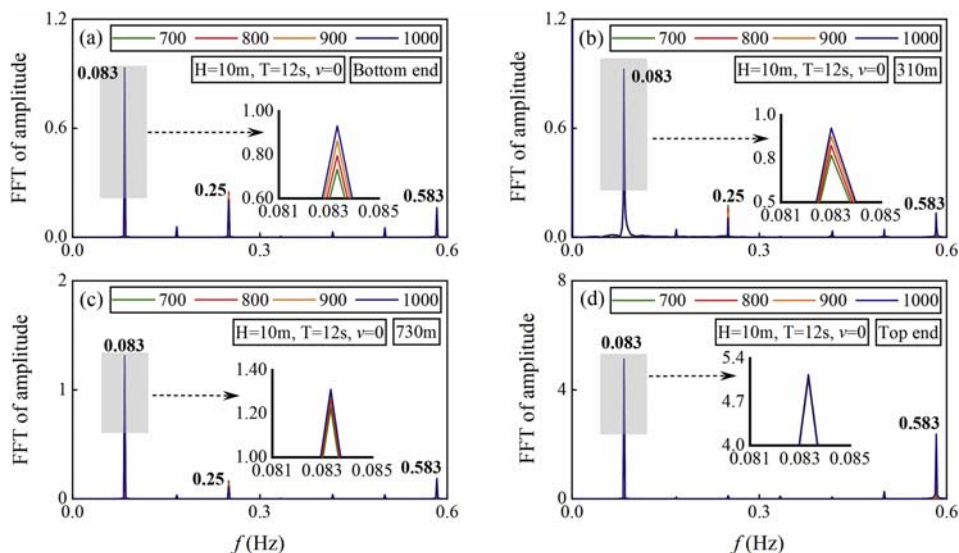 (a) 700 800 900 1000
H=10m, T=12s, v=0 Bottom end
FFT of amplitude
1.2
0.6
0.0
0.083
0.25
0.583
1.00
0.80
0.60
0.081 0.083 0.085
0.0 0.3 0.6
(b) 700 800 900 1000
H=10m, T=12s, v=0 310m
FFT of amplitude
1.2
0.6
0.0
0.083
0.25
0.583
1.0
0.8
0.5
0.081 0.083 0.085
0.0 0.3 0.6
(c) 700 800 900 1000
H=10m, T=12s, v=0 730m
FFT of amplitude
2
1
0
0.083
0.25
0.583
1.40
1.20
1.00
0.081 0.083 0.085
0.0 0.3 0.6
f (Hz)
(d) 700 800 900 1000
H=10m, T=12s, v=0 Top end
FFT of amplitude
8
4
0
0.083
0.583
5.4
4.7
4.0
0.081 0.083 0.085
0.0 0.3 0.6
f (Hz)